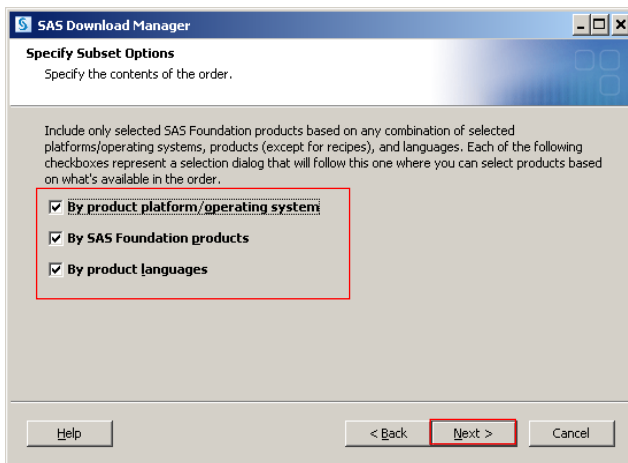 SAS Download Manager
Specify Subset Options
Specify the contents of the order.
Include only selected SAS Foundation products based on any combination of selected
platforms/operating systems, products (except for recipes), and languages. Each of the following
checkboxes represent a selection dialog that will follow this one where you can select products based
on what's available in the order.
By product platform/operating system
By SAS Foundation products
By product languages
Help
< Back
Next >
Cancel